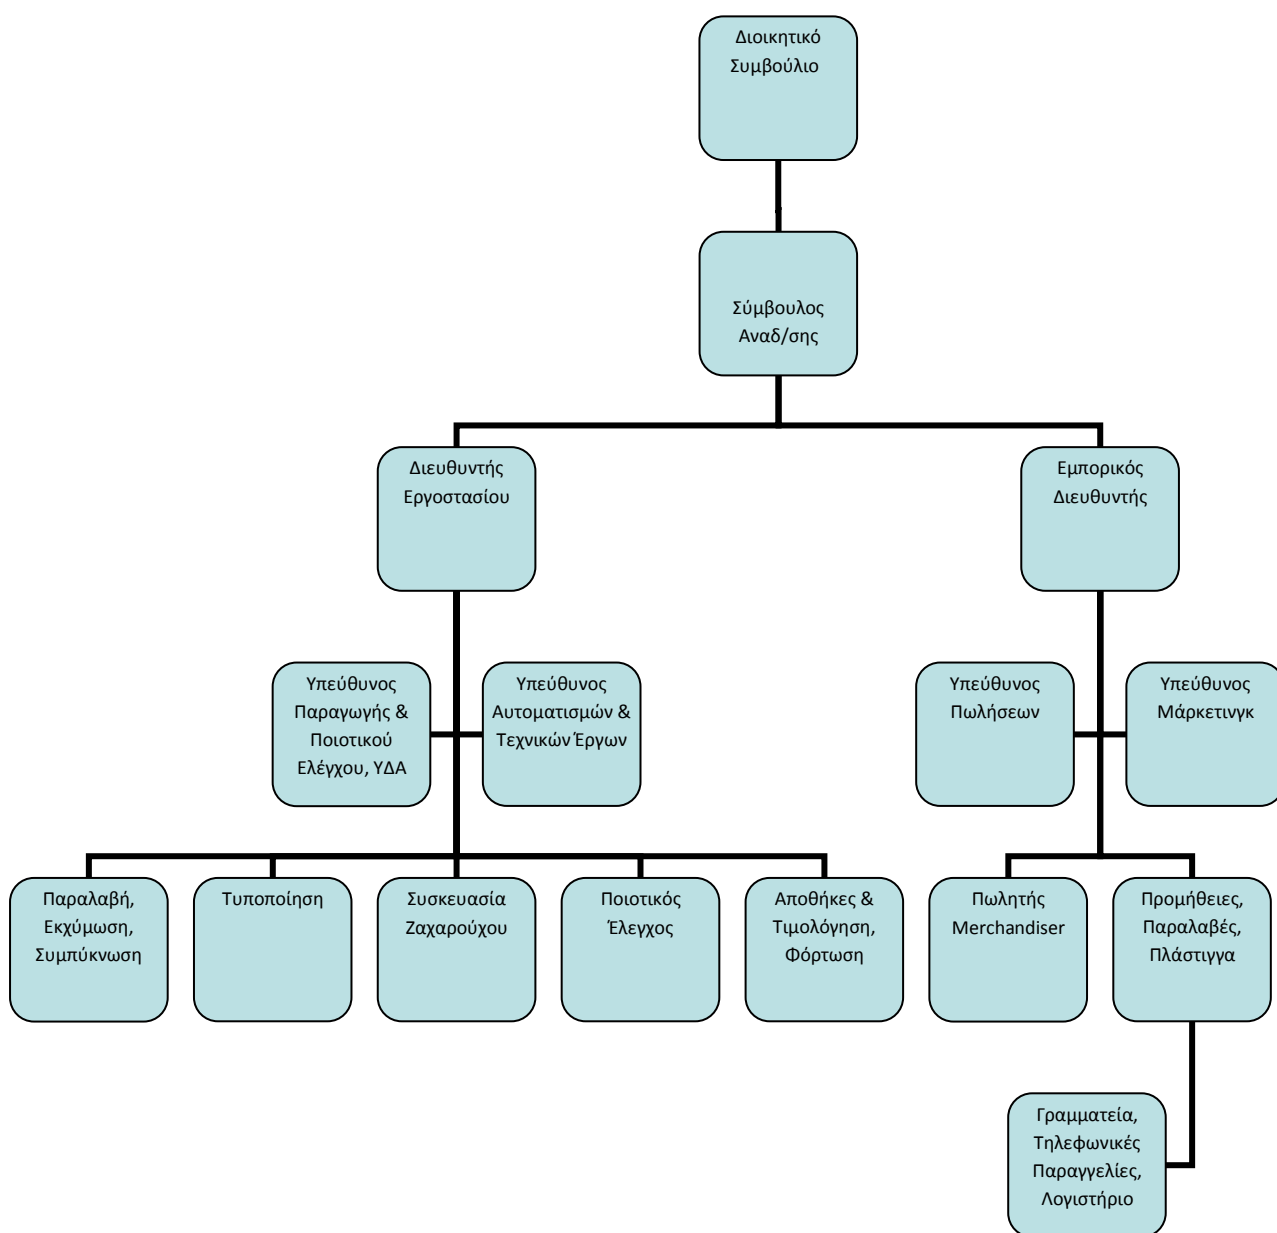 Διοικητικό
Συμβούλιο
Σύμβουλος
Αναδ/σης
Διευθυντής
Εργοστασίου
Εμπορικός
Διευθυντής
Υπεύθυνος
Παραγωγής &
Ποιοτικού
Ελέγχου, ΥΔΑ
Υπεύθυνος
Αυτοματισμών &
Τεχνικών Έργων
Υπεύθυνος
Πωλήσεων
Υπεύθυνος
Μάρκετινγκ
Παραλαβή,
Εκχύμωση,
Συμπύκνωση
Τυποποίηση
Συσκευασία
Ζαχαρούχου
Ποιοτικός
Έλεγχος
Αποθήκες &
Τιμολόγηση,
Φόρτωση
Πωλητής
Merchandiser
Προμήθειες,
Παραλαβές,
Πλάστιγγα
Γραμματεία,
Τηλεφωνικές
Παραγγελίες,
Λογιστήριο